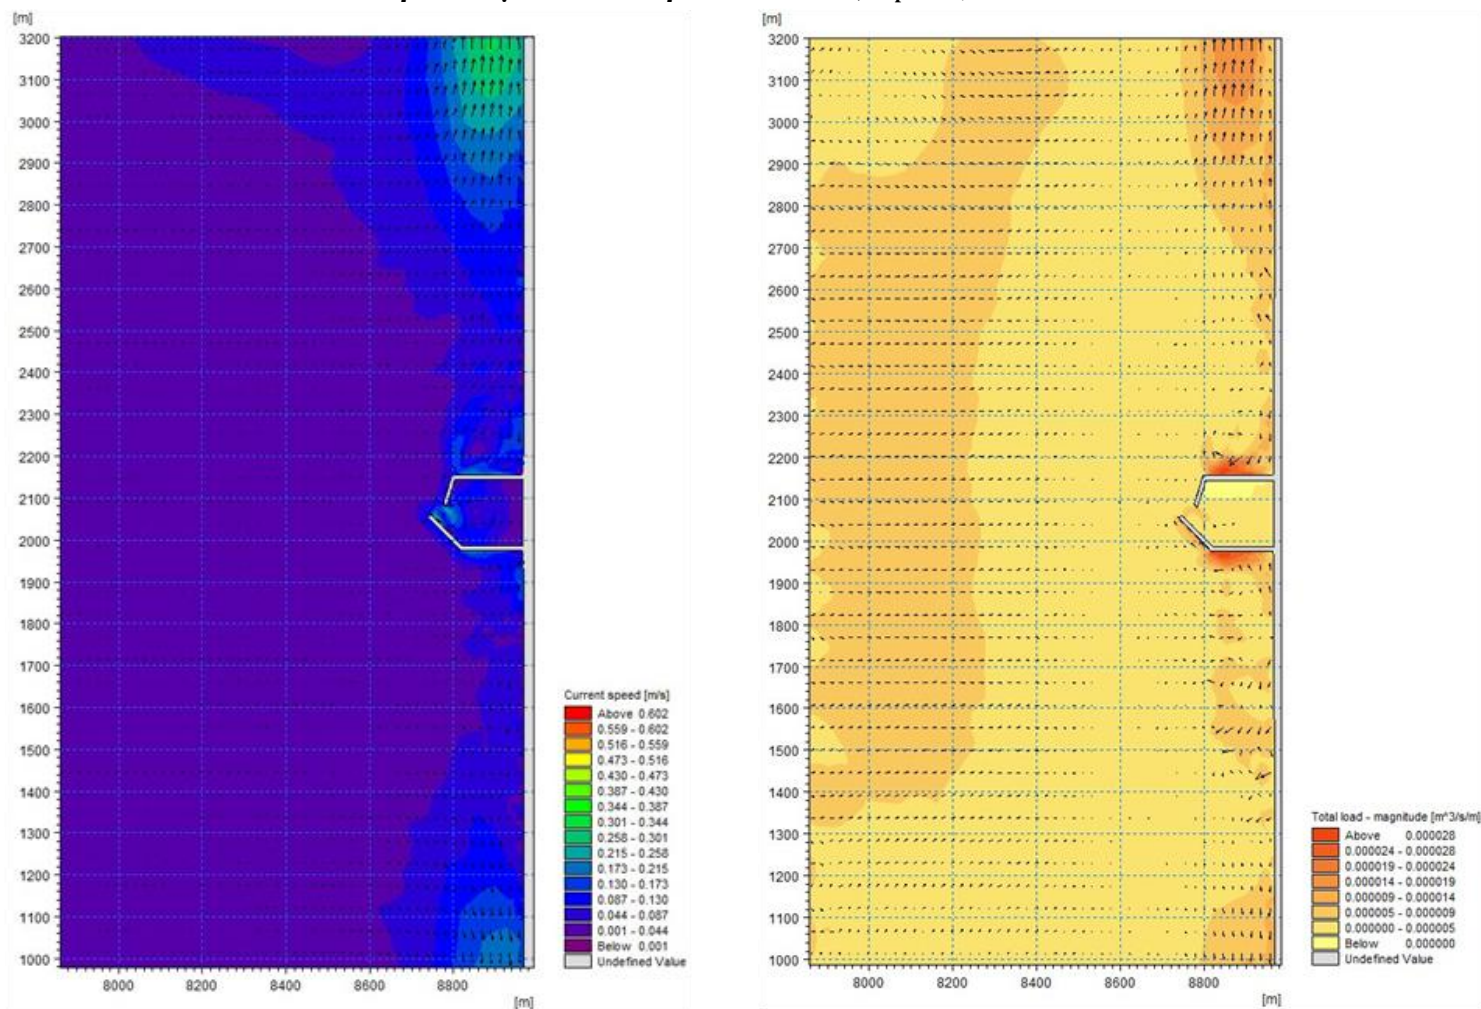 [m]
3200
3100
3000
2900
2800
2700
2600
2500
2400
2300
2200
2100
2000
1900
1800
1700
1600
1500
1400
1300
1200
1100
1000
8000 8200 8400 8600 8800
[m]
Current speed [m/s]
Above 0.602
0.559 - 0.602
0.516 - 0.559
0.473 - 0.516
0.430 - 0.473
0.387 - 0.430
0.344 - 0.387
0.301 - 0.344
0.258 - 0.301
0.215 - 0.258
0.173 - 0.215
0.130 - 0.173
0.087 - 0.130
0.044 - 0.087
0.001 - 0.044
Below 0.001
Undefined Value
[m]
3200
3100
3000
2900
2800
2700
2600
2500
2400
2300
2200
2100
2000
1900
1800
1700
1600
1500
1400
1300
1200
1100
1000
8000 8200 8400 8600 8800
[m]
Total load - magnitude [m^3/s/m]
Above 0.000028
0.000024 - 0.000028
0.000019 - 0.000024
0.000014 - 0.000019
0.000009 - 0.000014
0.000005 - 0.000009
0.000000 - 0.000005
Below 0.000000
Undefined Value